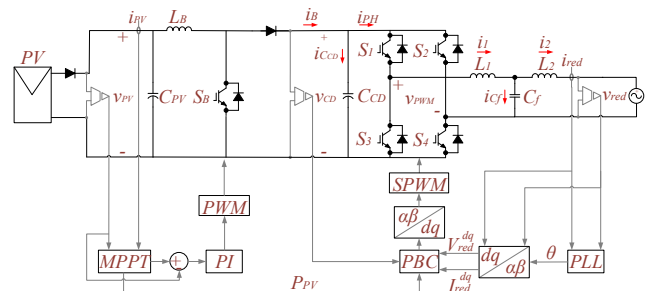 i_PV L_B i_B i_PH
PV
i_CCD S_1 S_2
i_1 i_2 i_red
L_1 L_2
v_PV C_PV S_B v_CD C_CD
+ v_PWM -
i_Cf C_f v_red
S_3 S_4
SPWM
PWM
αβ dq
V_red^dq
MPPT + - PI PBC dq αβ θ PLL
P_PV I_red^dq